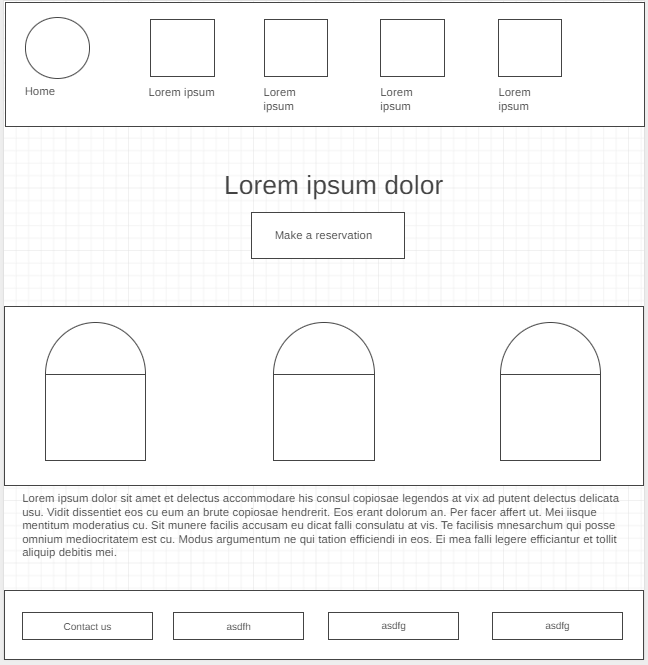 Home
Lorem ipsum
Lorem
ipsum
Lorem
ipsum
Lorem
ipsum
Lorem ipsum dolor
Make a reservation
Lorem ipsum dolor sit amet et delectus accommodare his consul copiosae legendos at vix ad putent delectus delicata
usu. Vidit dissentiet eos cu eum an brute copiosae hendrerit. Eos erant dolorum an. Per facer affert ut. Mei iisque
mentitum moderatius cu. Sit munere facilis accusam eu dicat falli consulatu at vis. Te facilisis mnesarchum qui posse
omnium mediocritatem est cu. Modus argumentum ne qui tation efficiendi in eos. Ei mea falli legere efficiantur et tollit
aliquip debitis mei.
Contact us
asdfh
asdfg
asdfg